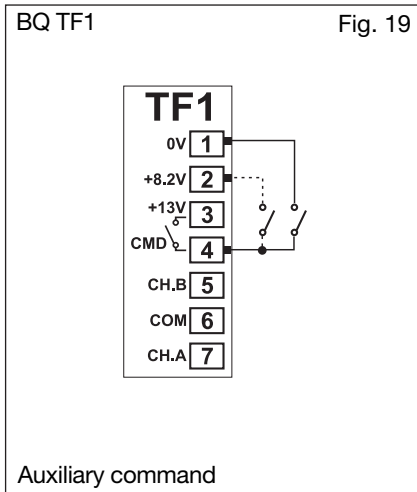 BQ TF1 Fig. 19
TF1
0V 1
+8.2V 2
+13V 3
CMD 4
CH.B 5
COM 6
CH.A 7
Auxiliary command